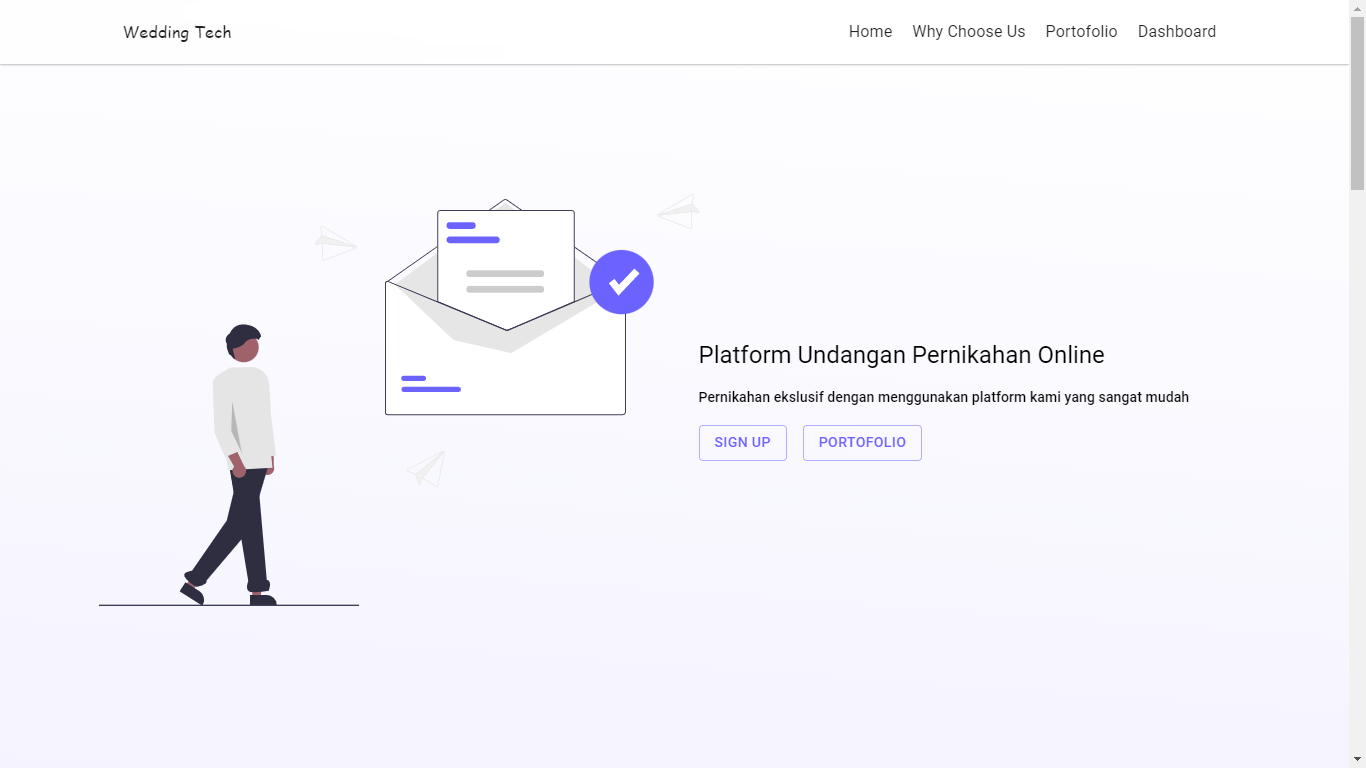 Wedding Tech
Home Why Choose Us Portofolio Dashboard
Platform Undangan Pernikahan Online
Pernikahan ekslusif dengan menggunakan platform kami yang sangat mudah
SIGN UP PORTOFOLIO